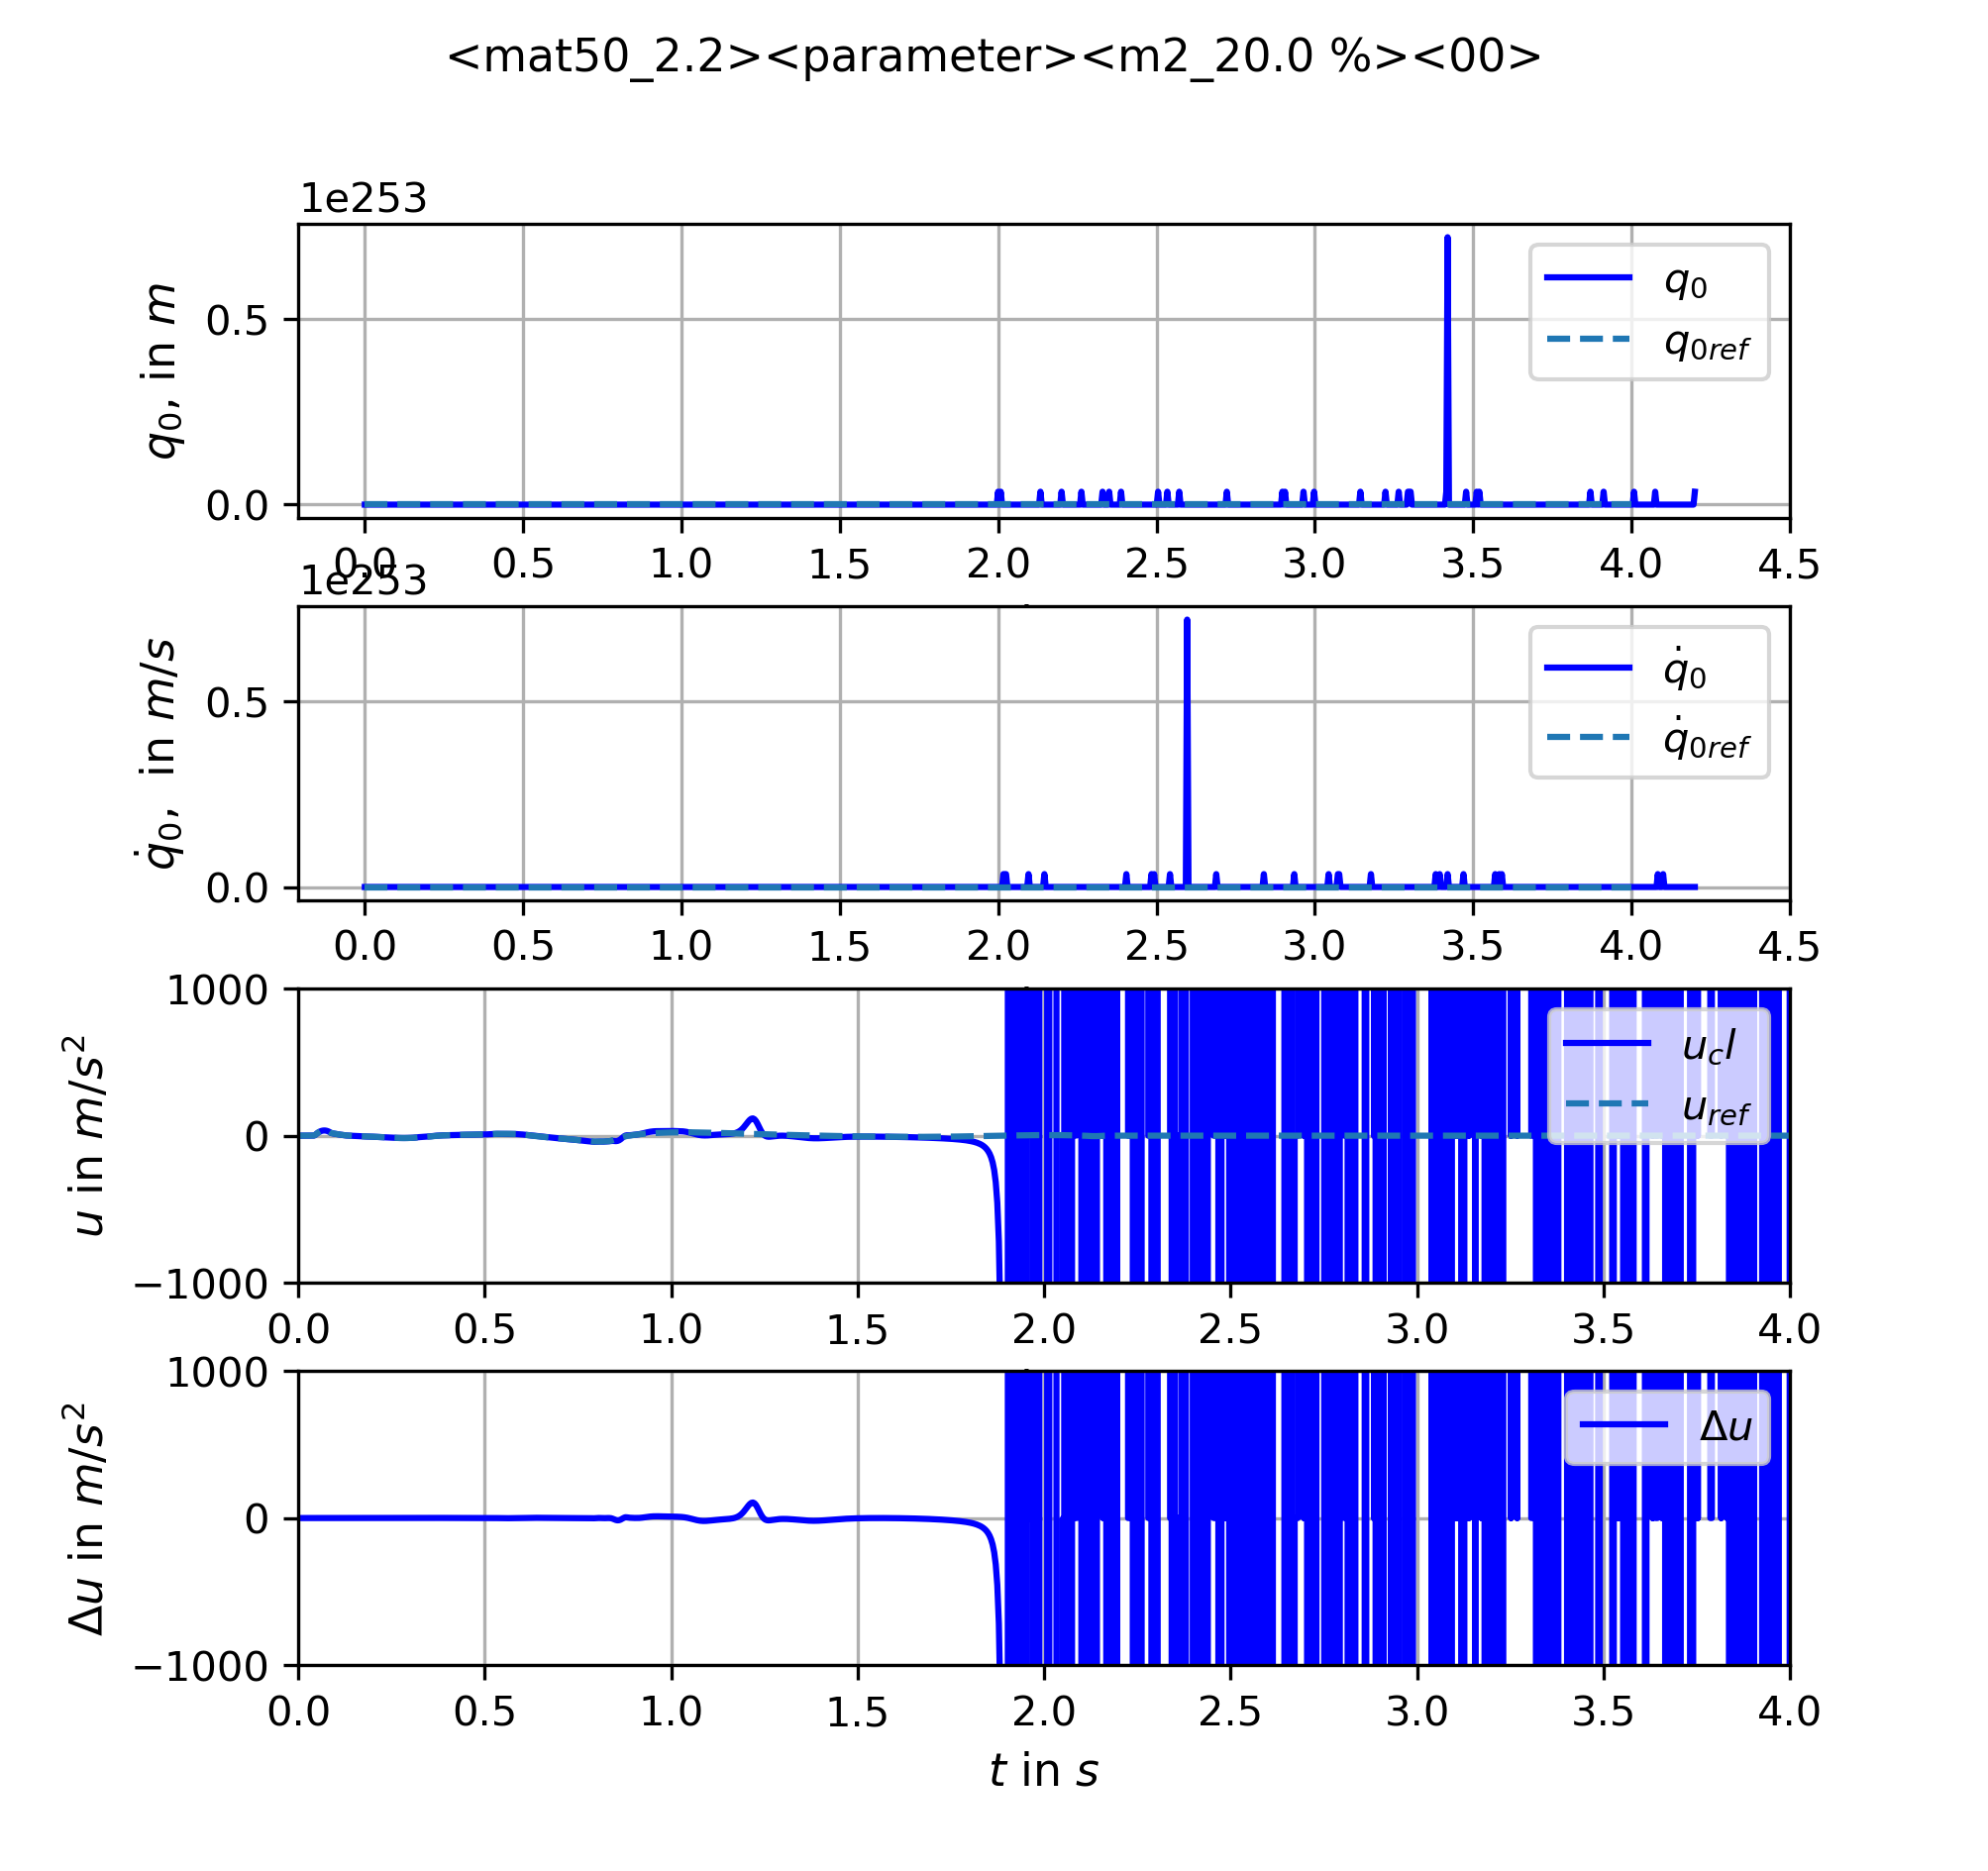 <mat50_2.2><parameter><m2_20.0 %><00>
1e253
q₀, in m
0.5
0.0
q₀
q₀ref
0.0 0.5 1.0 1.5 2.0 2.5 3.0 3.5 4.0 4.5
1e253
q̇₀, in m/s
0.5
0.0
q̇₀
q̇₀ref
0.0 0.5 1.0 1.5 2.0 2.5 3.0 3.5 4.0 4.5
u in m/s²
1000
0
−1000
u_c l
u_ref
0.0 0.5 1.0 1.5 2.0 2.5 3.0 3.5 4.0
Δu in m/s²
1000
0
−1000
Δu
0.0 0.5 1.0 1.5 2.0 2.5 3.0 3.5 4.0
t in s